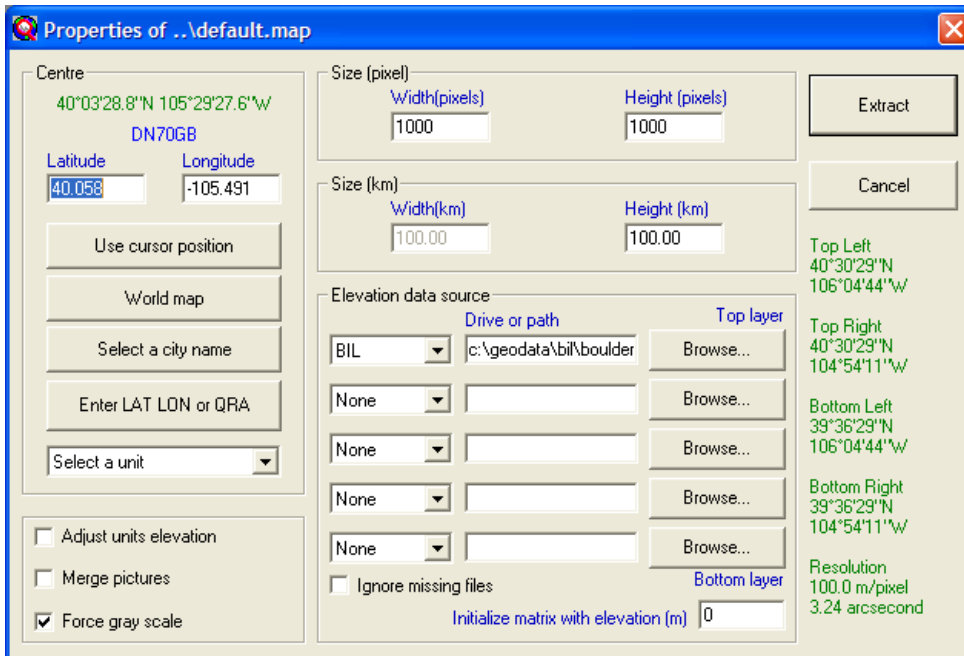 Properties of ..\default.map
Centre
40°03'28.8''N 105°29'27.6''W
DN70GB
Latitude Longitude
40.058 -105.491
Use cursor position
World map
Select a city name
Enter LAT LON or QRA
Select a unit
Adjust units elevation
Merge pictures
Force gray scale
Size (pixel)
Width(pixels) Height (pixels)
1000 1000
Size (km)
Width(km) Height (km)
100.00 100.00
Elevation data source
Drive or path Top layer
BIL c:\geodata\bil\boulder Browse...
None Browse...
None Browse...
None Browse...
None Browse...
Ignore missing files Bottom layer
Initialize matrix with elevation (m) 0
Extract
Cancel
Top Left
40°30'29''N
106°04'44''W
Top Right
40°30'29''N
104°54'11''W
Bottom Left
39°36'29''N
106°04'44''W
Bottom Right
39°36'29''N
104°54'11''W
Resolution
100.0 m/pixel
3.24 arcsecond